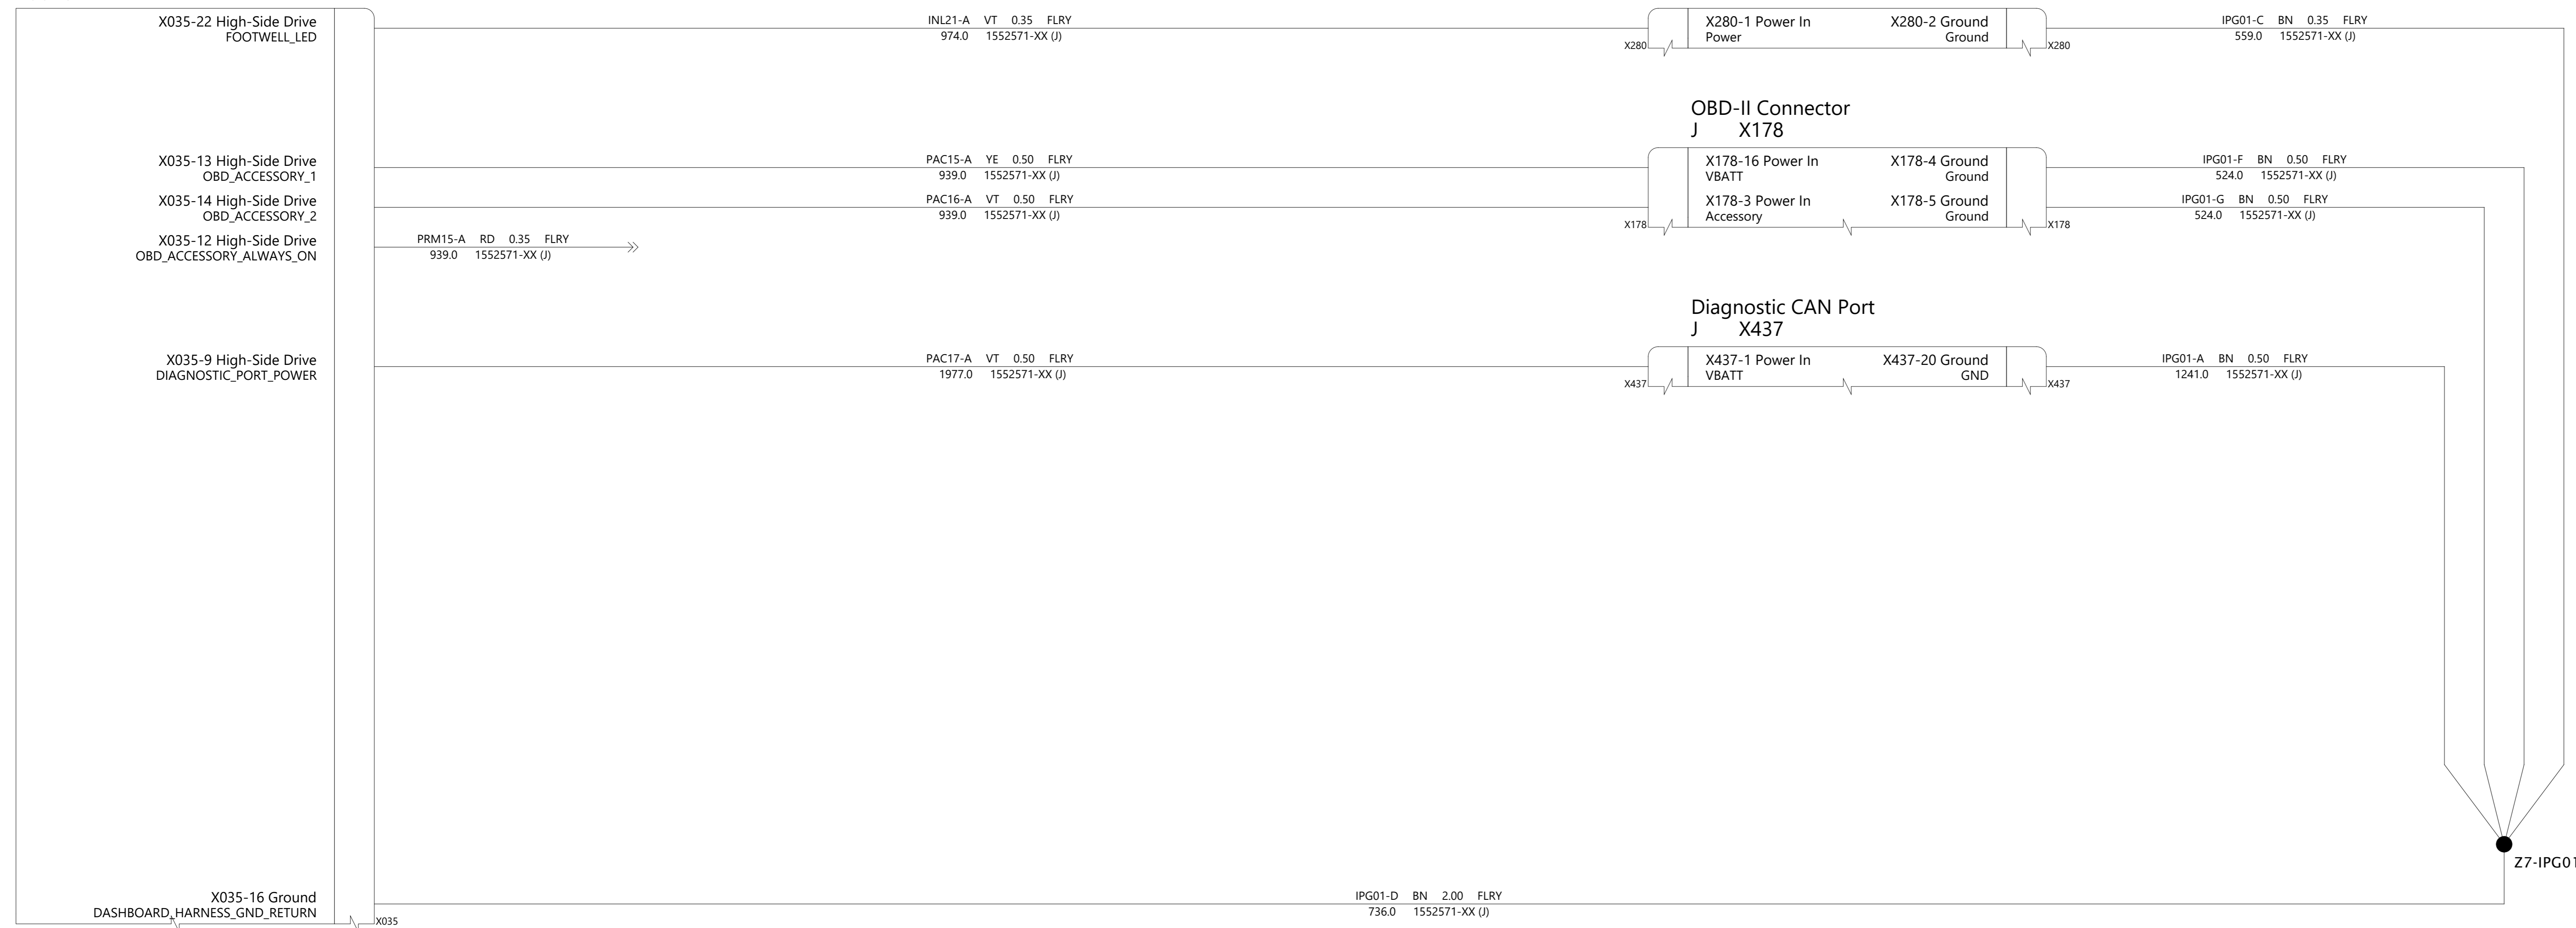 X035-22 High-Side Drive
FOOTWELL_LED
INL21-A VT 0.35 FLRY
974.0 1552571-XX (J)
X280
X280-1 Power In
Power
X280-2 Ground
Ground
X280
IPG01-C BN 0.35 FLRY
559.0 1552571-XX (J)
OBD-II Connector
J X178
X035-13 High-Side Drive
OBD_ACCESSORY_1
PAC15-A YE 0.50 FLRY
939.0 1552571-XX (J)
X178-16 Power In
VBATT
X178-4 Ground
Ground
IPG01-F BN 0.50 FLRY
524.0 1552571-XX (J)
X035-14 High-Side Drive
OBD_ACCESSORY_2
PAC16-A VT 0.50 FLRY
939.0 1552571-XX (J)
X178
X178-3 Power In
Accessory
X178-5 Ground
Ground
X178
IPG01-G BN 0.50 FLRY
524.0 1552571-XX (J)
X035-12 High-Side Drive
OBD_ACCESSORY_ALWAYS_ON
PRM15-A RD 0.35 FLRY
939.0 1552571-XX (J)
Diagnostic CAN Port
J X437
X035-9 High-Side Drive
DIAGNOSTIC_PORT_POWER
PAC17-A VT 0.50 FLRY
1977.0 1552571-XX (J)
X437
X437-1 Power In
VBATT
X437-20 Ground
GND
X437
IPG01-A BN 0.50 FLRY
1241.0 1552571-XX (J)
Z7-IPG01
X035-16 Ground
DASHBOARD_HARNESS_GND_RETURN
X035
IPG01-D BN 2.00 FLRY
736.0 1552571-XX (J)